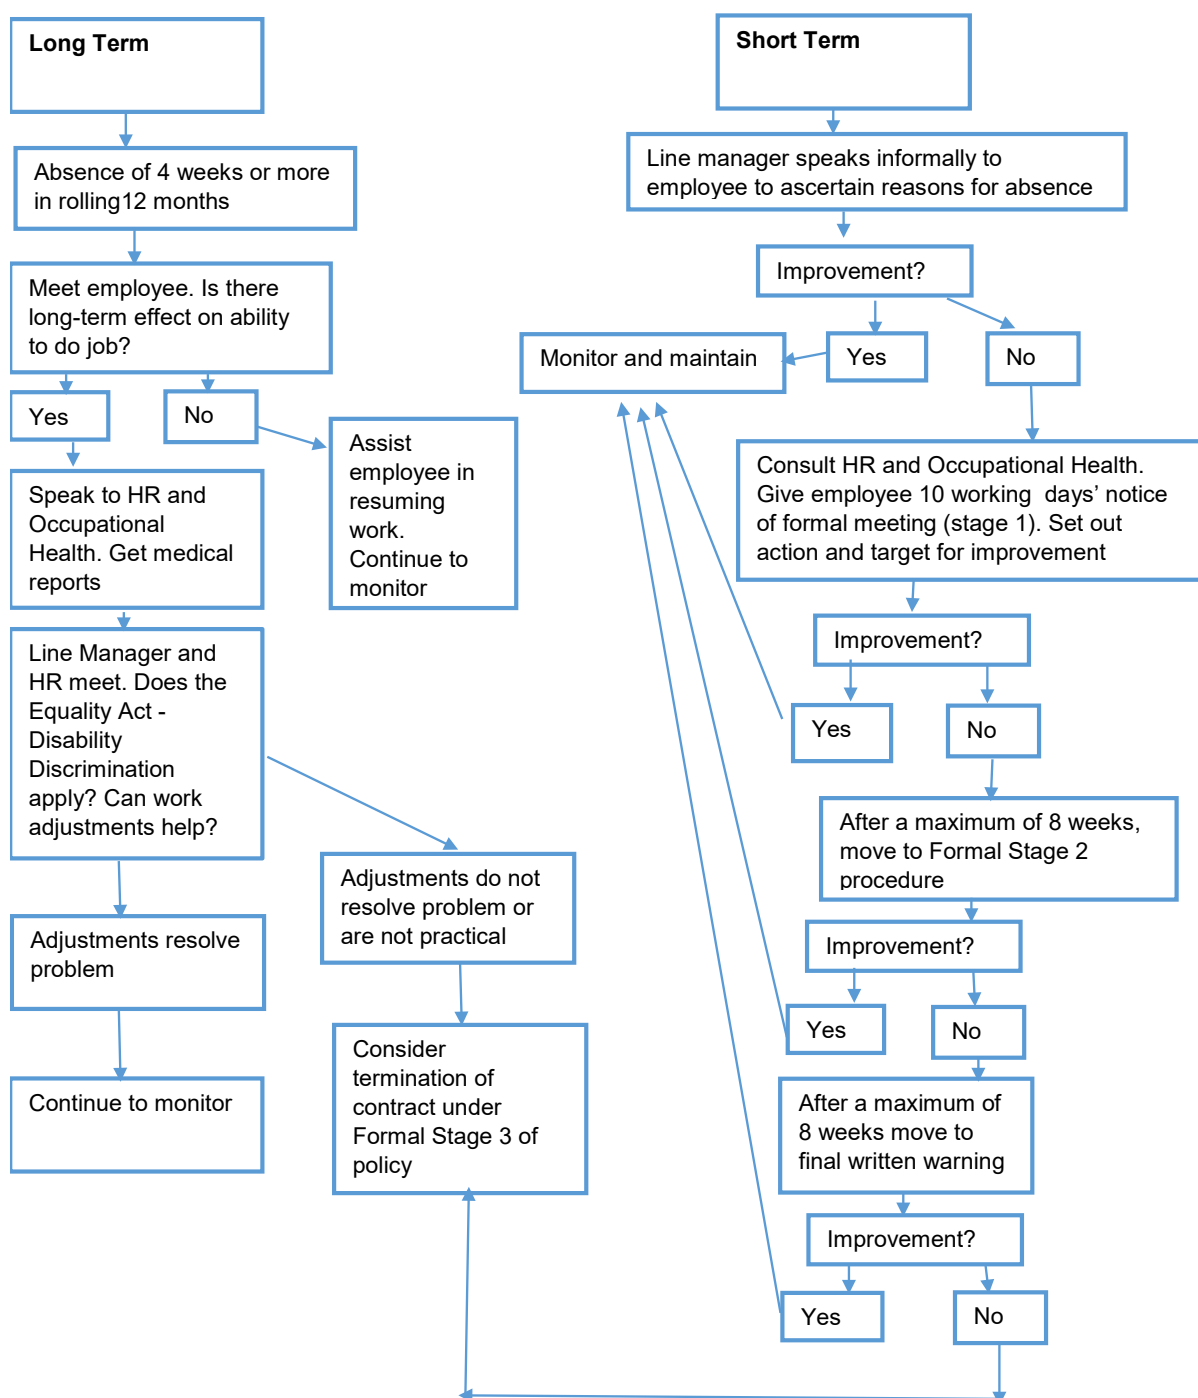 Long Term
Absence of 4 weeks or more
in rolling12 months
Meet employee. Is there
long-term effect on ability
to do job?
Yes
No
Assist
employee in
resuming
work.
Continue to
monitor
Speak to HR and
Occupational
Health. Get medical
reports
Line Manager and
HR meet. Does the
Equality Act -
Disability
Discrimination
apply? Can work
adjustments help?
Adjustments do not
resolve problem or
are not practical
Adjustments resolve
problem
Continue to monitor
Consider
termination of
contract under
Formal Stage 3 of
policy
Short Term
Line manager speaks informally to
employee to ascertain reasons for absence
Improvement?
Monitor and maintain
Yes
No
Consult HR and Occupational Health.
Give employee 10 working  days’ notice
of formal meeting (stage 1). Set out
action and target for improvement
Improvement?
Yes
No
After a maximum of 8 weeks,
move to Formal Stage 2
procedure
Improvement?
Yes
No
After a maximum of
8 weeks move to
final written warning
Improvement?
Yes
No